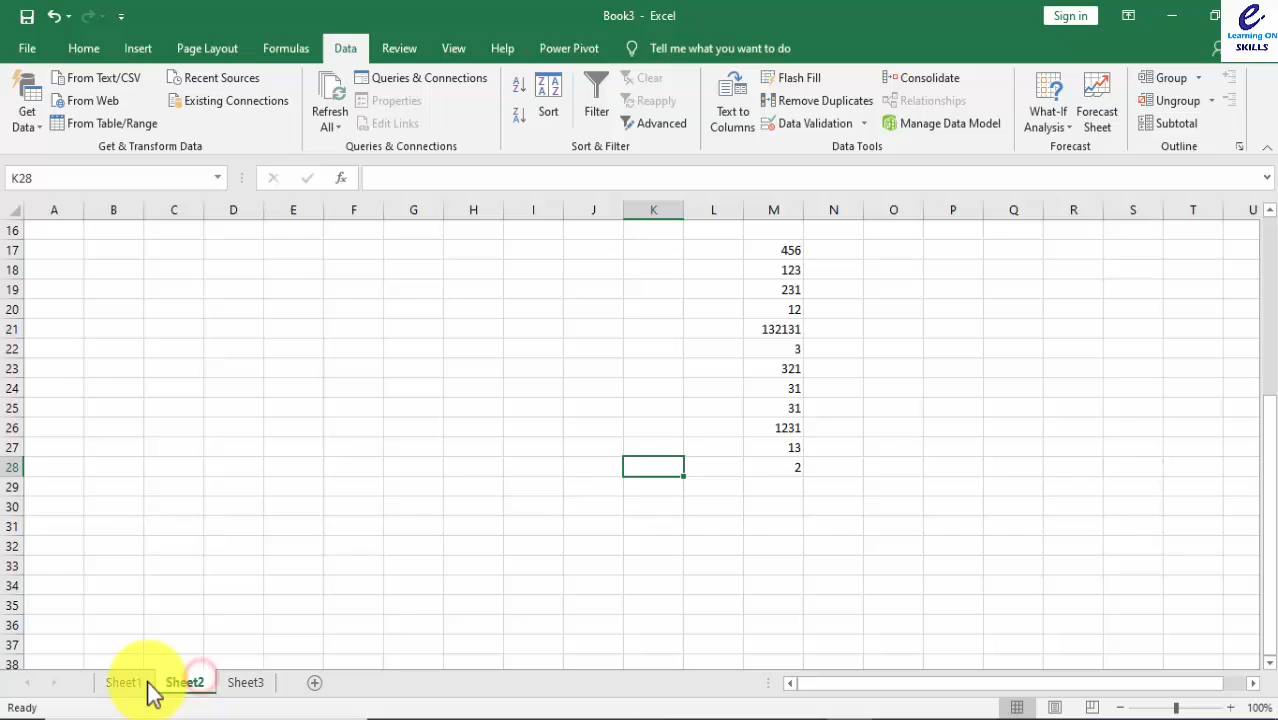 Book3 - Excel
Sign in
e
Learning ON
SKILLS
File Home Insert Page Layout Formulas Data Review View Help Power Pivot Tell me what you want to do
From Text/CSV Recent Sources Queries & Connections Clear Flash Fill Consolidate Group
From Web Existing Connections Properties Reapply Remove Duplicates Relationships Ungroup
From Table/Range Edit Links Advanced Data Validation Manage Data Model Subtotal
Get Data Refresh All Sort Filter Text to Columns What-If Analysis Forecast Sheet
Get & Transform Data Queries & Connections Sort & Filter Data Tools Forecast Outline
K28 fx
A B C D E F G H I J K L M N O P Q R S T U
16
17 456
18 123
19 231
20 12
21 132131
22 3
23 321
24 31
25 31
26 1231
27 13
28 2
29
30
31
32
33
34
35
36
37
38
Sheet1 Sheet2 Sheet3
Ready 100%